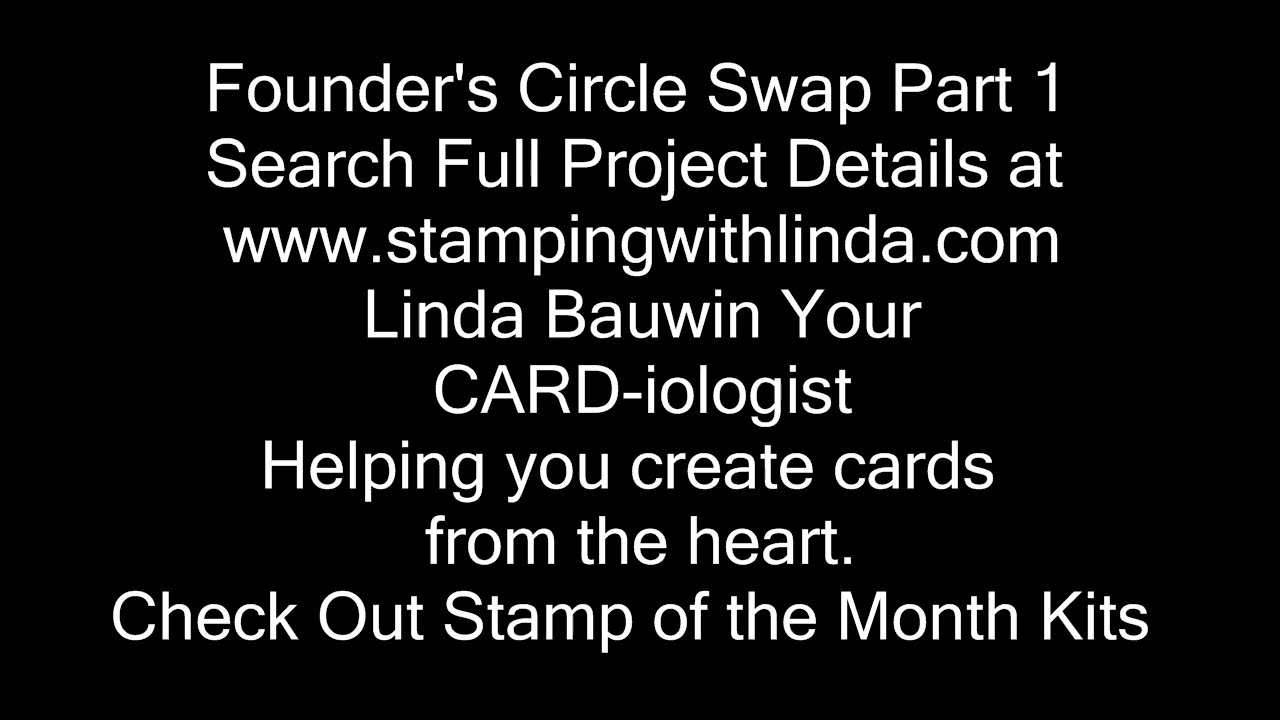 Founder's Circle Swap Part 1
Search Full Project Details at
www.stampingwithlinda.com
Linda Bauwin Your
CARD-iologist
Helping you create cards
from the heart.
Check Out Stamp of the Month Kits